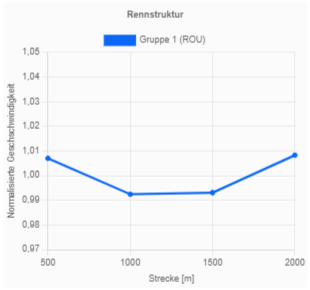 Rennstruktur
Gruppe 1 (ROU)
Normalisierte Geschschwindigkeit
1,05
1,04
1,03
1,02
1,01
1,00
0,99
0,98
0,97
500 1000 1500 2000
Strecke [m]